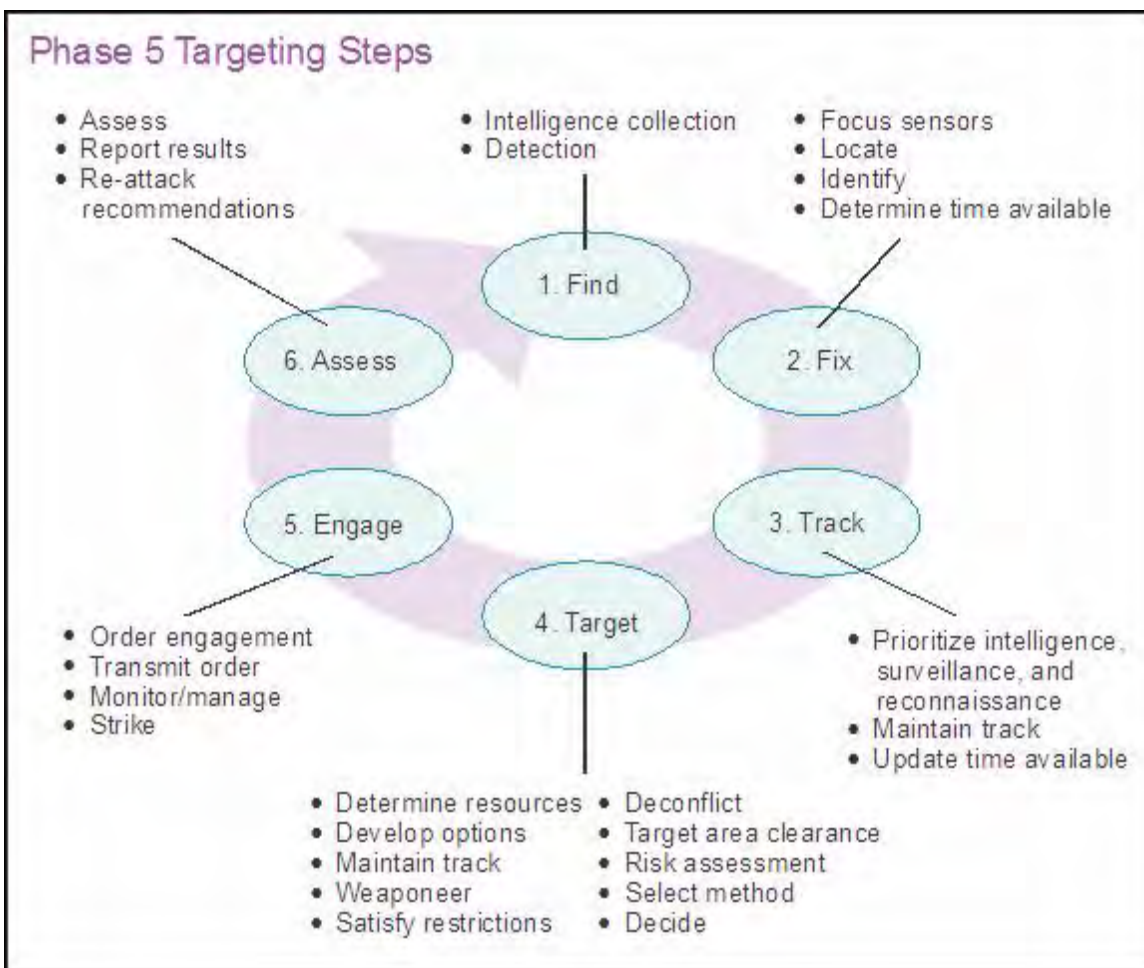 Phase 5 Targeting Steps
• Assess
• Report results
• Re-attack
recommendations
• Intelligence collection
• Detection
• Focus sensors
• Locate
• Identify
• Determine time available
1. Find
2. Fix
3. Track
4. Target
5. Engage
6. Assess
• Prioritize intelligence,
surveillance, and
reconnaissance
• Maintain track
• Update time available
• Determine resources
• Develop options
• Maintain track
• Weaponeer
• Satisfy restrictions
• Deconflict
• Target area clearance
• Risk assessment
• Select method
• Decide
• Order engagement
• Transmit order
• Monitor/manage
• Strike